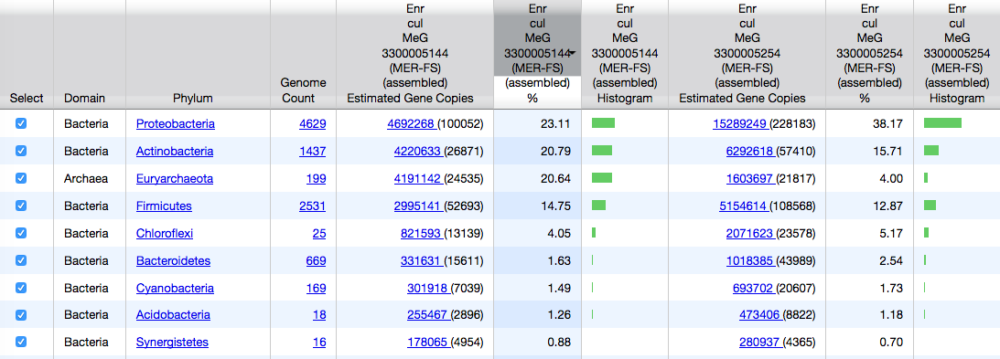 Enr Enr Enr Enr Enr Enr
cul cul cul cul cul cul
MeG MeG MeG MeG MeG MeG
3300005144 3300005144 3300005144 3300005254 3300005254 3300005254
(MER-FS) (MER-FS) (MER-FS) (MER-FS) (MER-FS) (MER-FS)
Genome (assembled) (assembled) (assembled) (assembled) (assembled) (assembled)
Select Domain Phylum Count Estimated Gene Copies % Histogram Estimated Gene Copies % Histogram
Bacteria Proteobacteria 4629 4692268 (100052) 23.11 15289249 (228183) 38.17
Bacteria Actinobacteria 1437 4220633 (26871) 20.79 6292618 (57410) 15.71
Archaea Euryarchaeota 199 4191142 (24535) 20.64 1603697 (21817) 4.00
Bacteria Firmicutes 2531 2995141 (52693) 14.75 5154614 (108568) 12.87
Bacteria Chloroflexi 25 821593 (13139) 4.05 2071623 (23578) 5.17
Bacteria Bacteroidetes 669 331631 (15611) 1.63 1018385 (43989) 2.54
Bacteria Cyanobacteria 169 301918 (7039) 1.49 693702 (20607) 1.73
Bacteria Acidobacteria 18 255467 (2896) 1.26 473406 (8822) 1.18
Bacteria Synergistetes 16 178065 (4954) 0.88 280937 (4365) 0.70